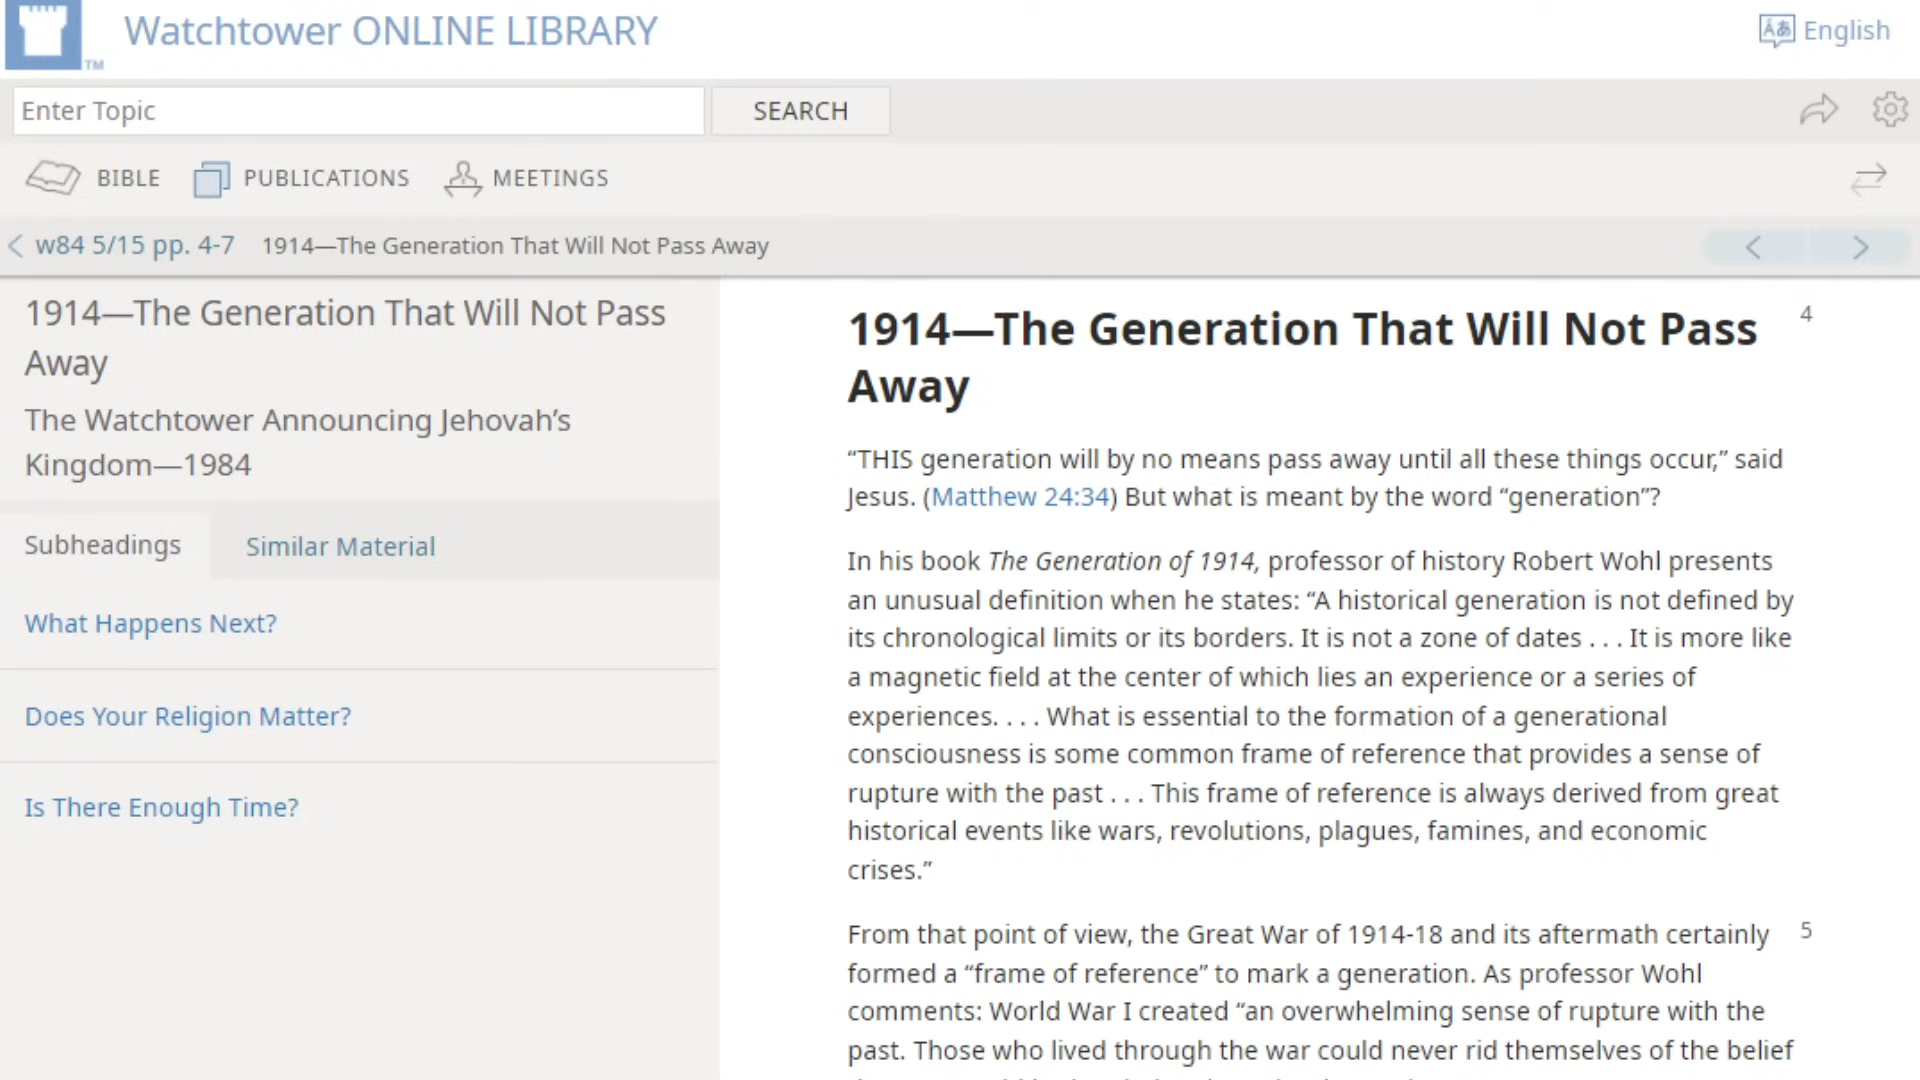 Watchtower ONLINE LIBRARY
TM
English
Enter Topic
SEARCH
BIBLE
PUBLICATIONS
MEETINGS
w84 5/15 pp. 4-7
1914—The Generation That Will Not Pass Away
1914—The Generation That Will Not Pass
Away
The Watchtower Announcing Jehovah’s
Kingdom—1984
Subheadings
Similar Material
What Happens Next?
Does Your Religion Matter?
Is There Enough Time?
1914—The Generation That Will Not Pass
Away
4
“THIS generation will by no means pass away until all these things occur,” said
Jesus. (Matthew 24:34) But what is meant by the word “generation”?
In his book The Generation of 1914, professor of history Robert Wohl presents
an unusual definition when he states: “A historical generation is not defined by
its chronological limits or its borders. It is not a zone of dates . . . It is more like
a magnetic field at the center of which lies an experience or a series of
experiences. . . . What is essential to the formation of a generational
consciousness is some common frame of reference that provides a sense of
rupture with the past . . . This frame of reference is always derived from great
historical events like wars, revolutions, plagues, famines, and economic
crises.”
From that point of view, the Great War of 1914-18 and its aftermath certainly
5
formed a “frame of reference” to mark a generation. As professor Wohl
comments: World War I created “an overwhelming sense of rupture with the
past. Those who lived through the war could never rid themselves of the belief